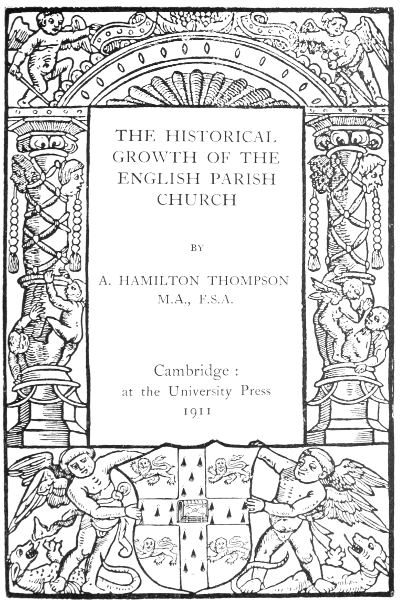 THE HISTORICAL
GROWTH OF THE
ENGLISH PARISH
CHURCH
BY
A. HAMILTON THOMPSON
M.A., F.S.A.
Cambridge :
at the University Press
1911